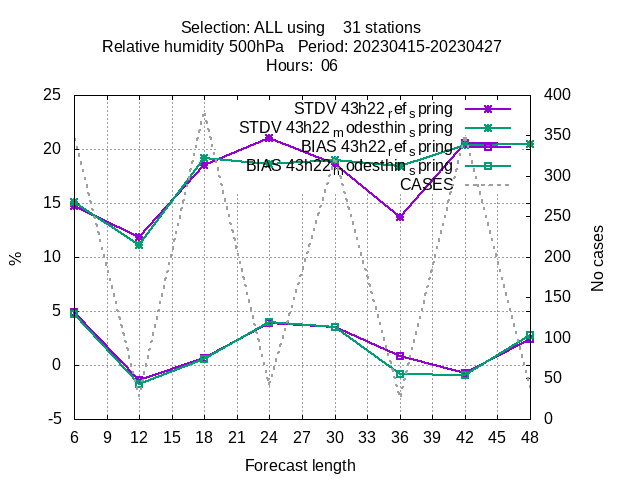 Selection: ALL using    31 stations
Relative humidity 500hPa   Period: 20230415-20230427
Hours:  06
STDV 43h22_ref_spring
STDV 43h22_modesthin_spring
BIAS 43h22_ref_spring
BIAS 43h22_modesthin_spring
CASES
25
20
15
10
5
0
-5
%
400
350
300
250
200
150
100
50
0
No cases
6 9 12 15 18 21 24 27 30 33 36 39 42 45 48
Forecast length